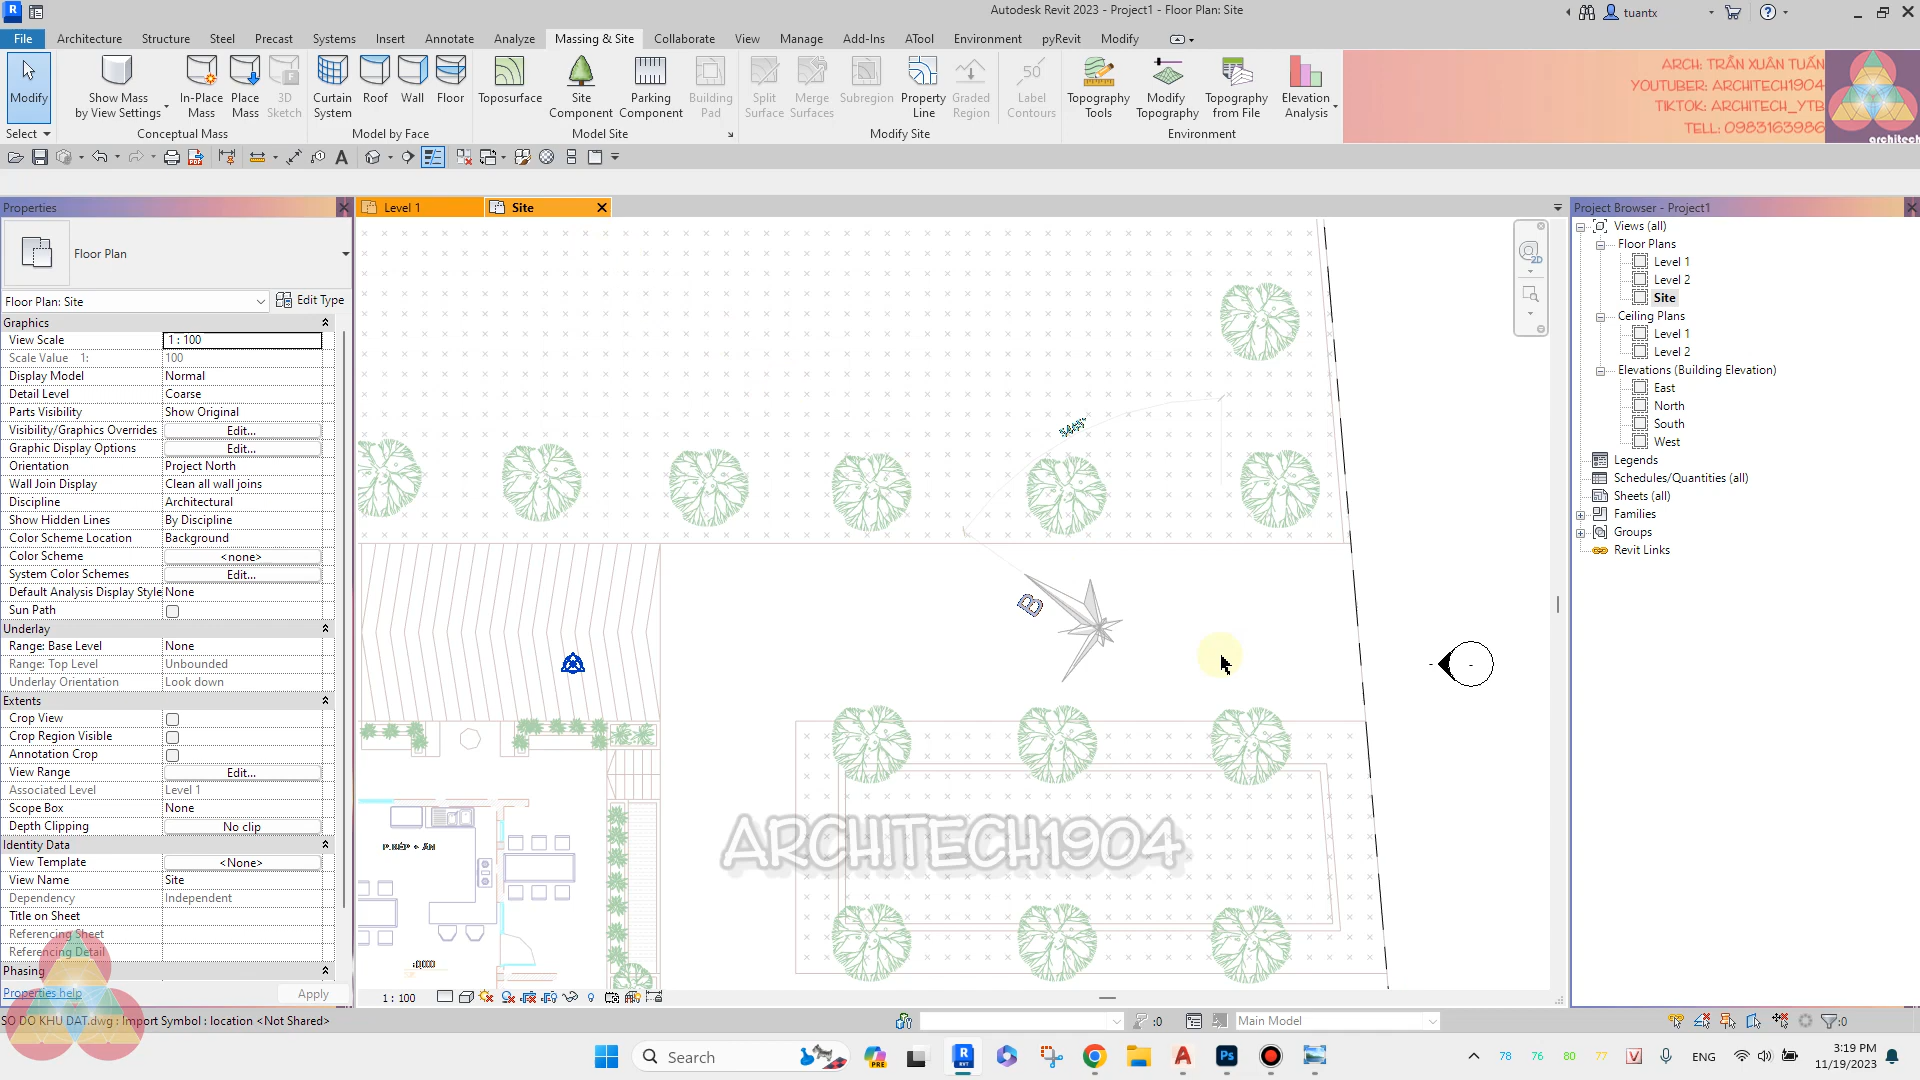 Autodesk Revit 2023 - Project1 - Floor Plan: Site
tuantx
File
Architecture
Structure
Steel
Precast
Systems
Insert
Annotate
Analyze
Massing & Site
Collaborate
View
Manage
Add-Ins
ATool
Environment
pyRevit
Modify
Modify
Show Mass
by View Settings
In-Place
Mass
Place
Mass
3D
Sketch
Curtain
System
Roof
Wall
Floor
Toposurface
Site
Component
Parking
Component
Building
Pad
Split
Surface
Merge
Surfaces
Subregion
Property
Line
Graded
Region
50
Label
Contours
Topography
Tools
Modify
Topography
Topography
from File
Elevation
Analysis
ARCH: TRẦN XUÂN TUẤN
YOUTUBER: ARCHITECH1904
TIKTOK: ARCHITECH_YTB
TELL: 0983163986
architech
Select
Conceptual Mass
Model by Face
Model Site
Modify Site
Environment
Properties
Level 1
Site
Project Browser - Project1
Floor Plan
Floor Plan: Site
Edit Type
Graphics
View Scale
1 : 100
Scale Value 1:
100
Display Model
Normal
Detail Level
Coarse
Parts Visibility
Show Original
Visibility/Graphics Overrides
Edit...
Graphic Display Options
Edit...
Orientation
Project North
Wall Join Display
Clean all wall joins
Discipline
Architectural
Show Hidden Lines
By Discipline
Color Scheme Location
Background
Color Scheme
<none>
System Color Schemes
Edit...
Default Analysis Display Style
None
Sun Path
Underlay
Range: Base Level
None
Range: Top Level
Unbounded
Underlay Orientation
Look down
Extents
Crop View
Crop Region Visible
Annotation Crop
View Range
Edit...
Associated Level
Level 1
Scope Box
None
Depth Clipping
No clip
Identity Data
View Template
<None>
View Name
Site
Dependency
Independent
Title on Sheet
Referencing Sheet
Referencing Detail
Phasing
Properties help
Apply
2D
B
P.BẾP + ĂN
ARCHITECH1904
Views (all)
Floor Plans
Level 1
Level 2
Site
Ceiling Plans
Level 1
Level 2
Elevations (Building Elevation)
East
North
South
West
Legends
Schedules/Quantities (all)
Sheets (all)
Families
Groups
Revit Links
1 : 100
SO DO KHU DAT.dwg : Import Symbol : location <Not Shared>
:0
Main Model
:0
Search
PRE
78
76
80
77
ENG
3:19 PM
11/19/2023